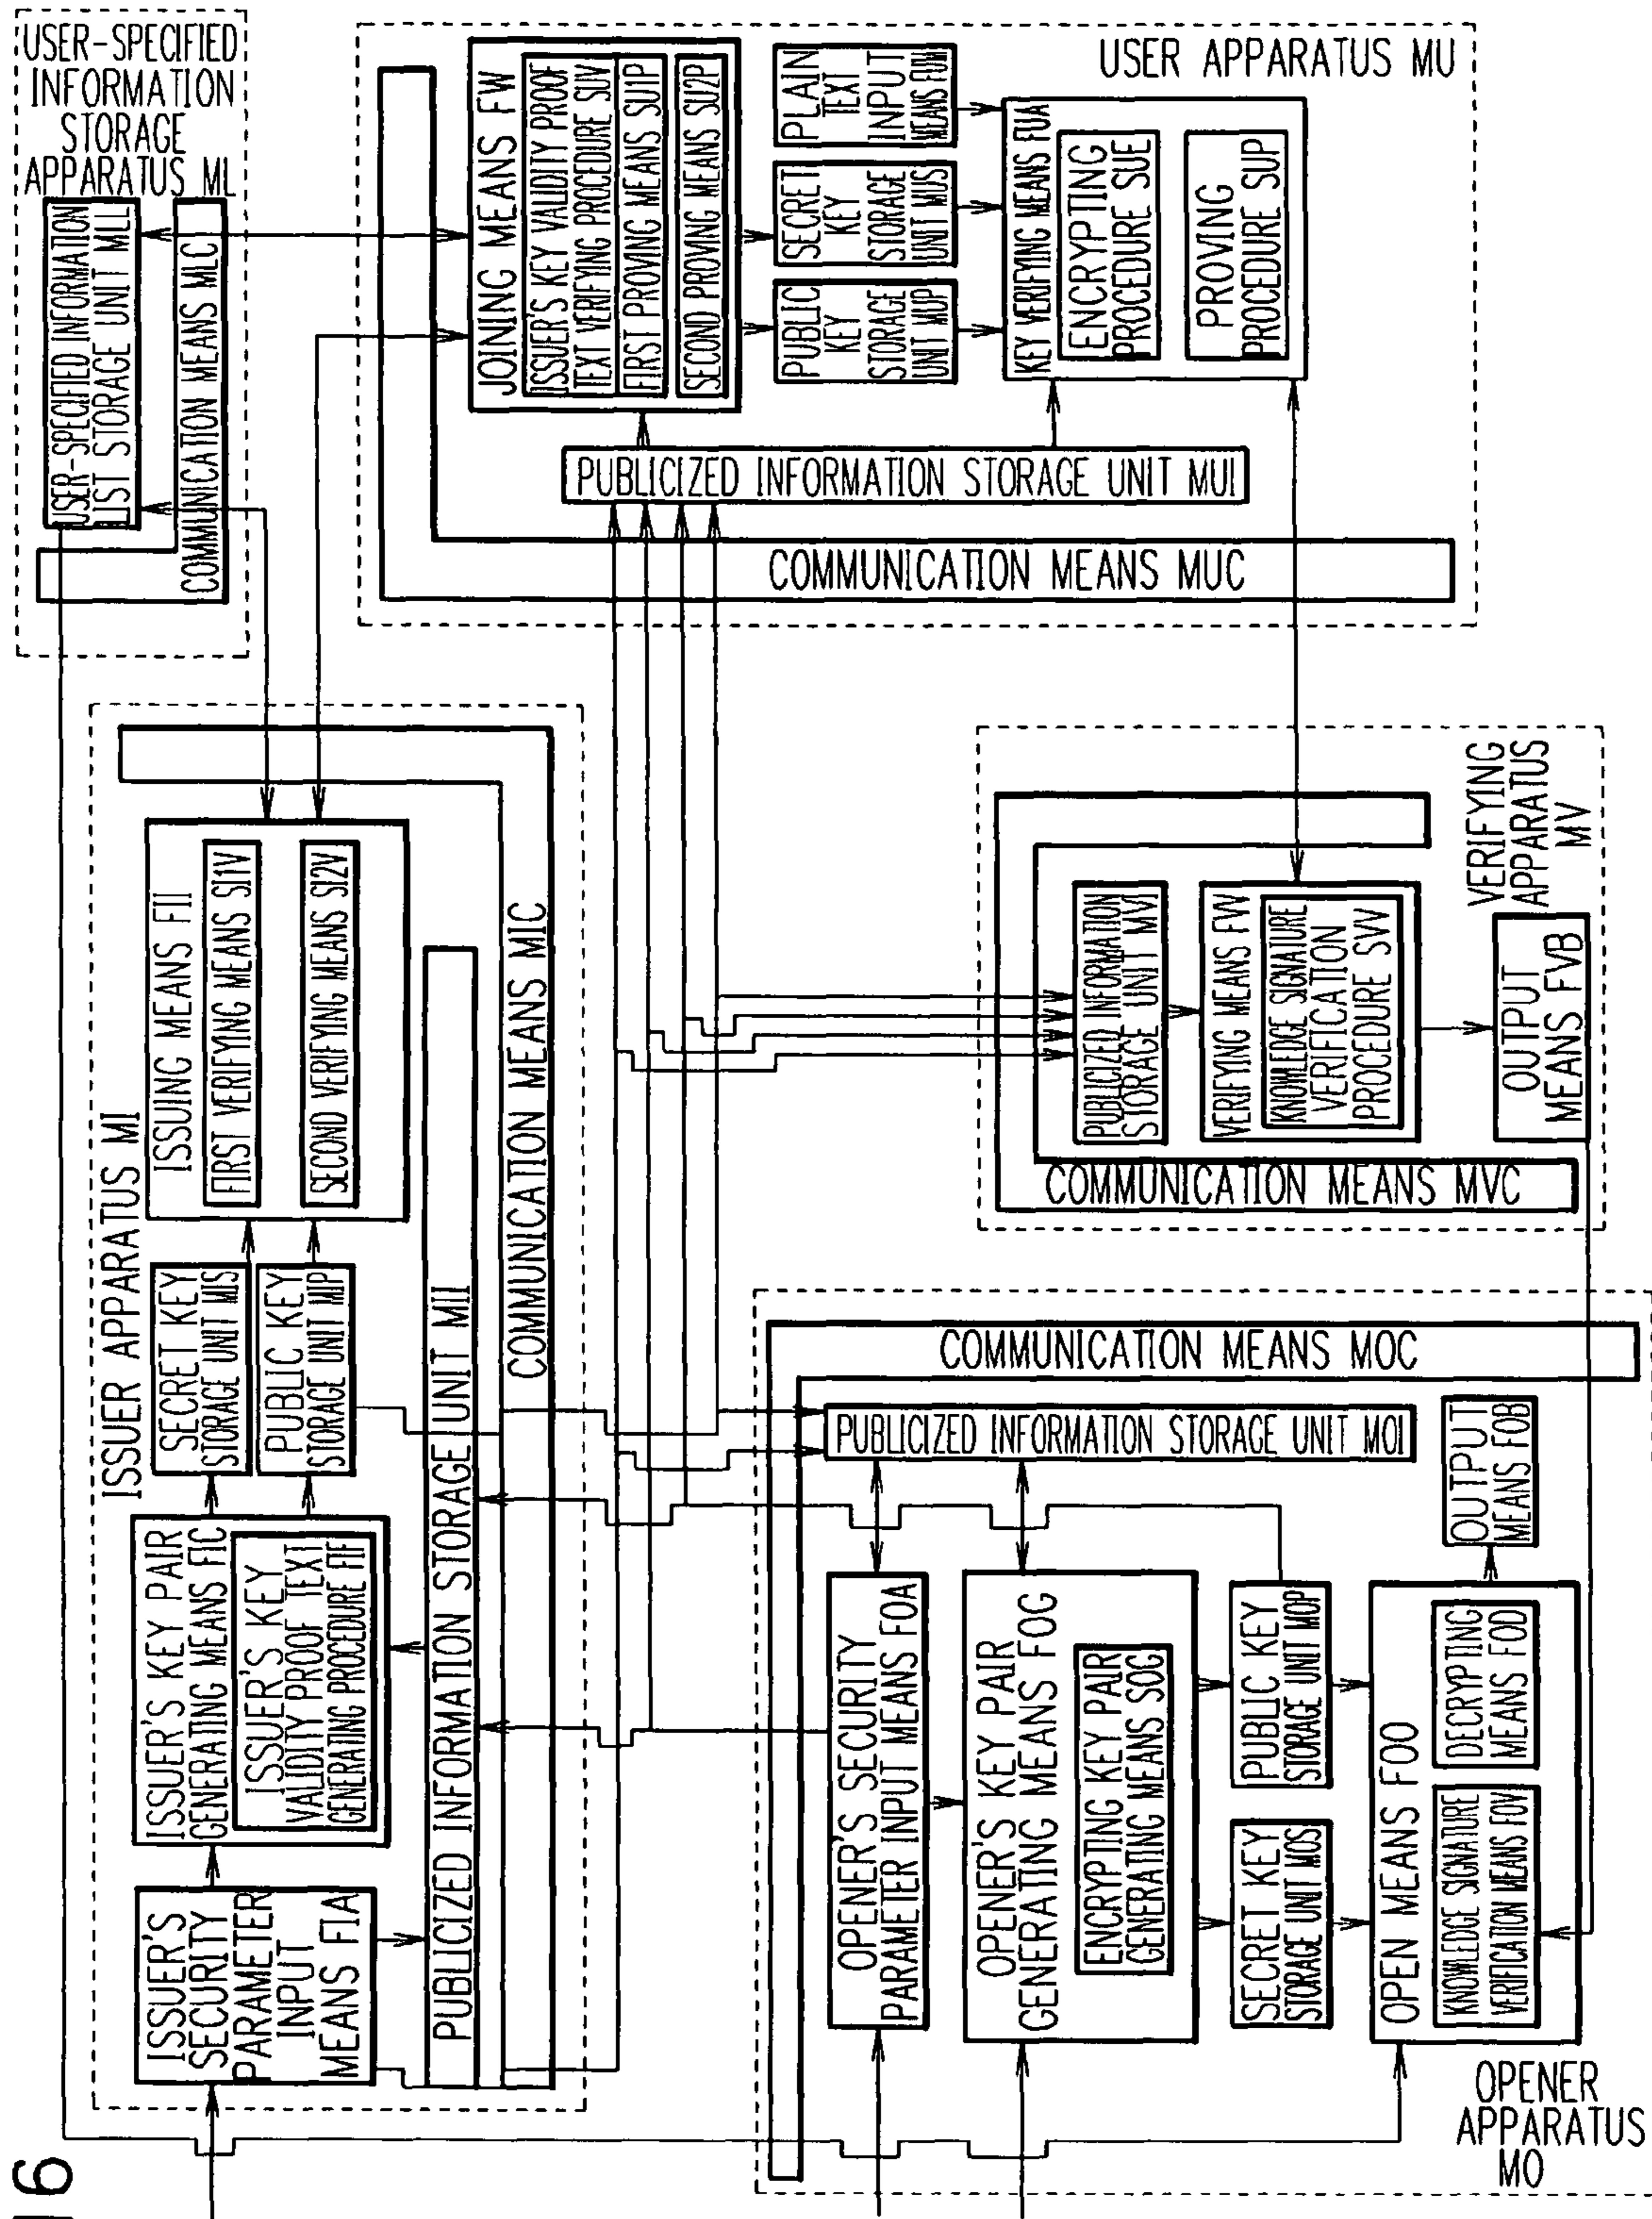 ISSUER APPARATUS MI
ISSUER'S
SECURITY
PARAMETER
INPUT
MEANS FIA
ISSUER'S KEY PAIR
GENERATING MEANS FIC
ISSUER'S KEY
VALIDITY PROOF TEXT
GENERATING PROCEDURE FIF
SECRET KEY
STORAGE UNIT MIS
PUBLIC KEY
STORAGE UNIT MIP
ISSUING MEANS FII
FIRST VERIFYING MEANS SI1V
SECOND VERIFYING MEANS SI2V
PUBLICIZED INFORMATION STORAGE UNIT MII
COMMUNICATION MEANS MIC
USER-SPECIFIED
INFORMATION
STORAGE
APPARATUS ML
USER-SPECIFIED INFORMATION
LIST STORAGE UNIT MLL
COMMUNICATION MEANS MLC
JOINING MEANS FW
ISSUER'S KEY VALIDITY PROOF
TEXT VERIFYING PROCEDURE SUV
FIRST PROVING MEANS SU1P
SECOND PROVING MEANS SU2P
PUBLIC
KEY
STORAGE
UNIT MUP
SECRET
KEY
STORAGE
UNIT MUS
PLAIN
TEXT
INPUT
MEANS FUM
KEY VERIFYING MEANS FUA
ENCRYPTING
PROCEDURE SUE
PROVING
PROCEDURE SUP
PUBLICIZED INFORMATION STORAGE UNIT MUI
COMMUNICATION MEANS MUC
USER APPARATUS MU
OPENER'S SECURITY
PARAMETER INPUT MEANS FOA
OPENER'S KEY PAIR
GENERATING MEANS FOG
ENCRYPTING KEY PAIR
GENERATING MEANS SOG
SECRET KEY
STORAGE UNIT MOS
PUBLIC KEY
STORAGE UNIT MOP
OPEN MEANS FOO
KNOWLEDGE SIGNATURE
VERIFICATION MEANS FOV
DECRYPTING
MEANS FOD
OUTPUT
MEANS FOB
PUBLICIZED INFORMATION STORAGE UNIT MOI
COMMUNICATION MEANS MOC
OPENER
APPARATUS
MO
PUBLICIZED INFORMATION
STORAGE UNIT MVI
VERIFYING MEANS FVV
KNOWLEDGE SIGNATURE
VERIFICATION
PROCEDURE SVV
OUTPUT
MEANS FVB
COMMUNICATION MEANS MVC
VERIFYING
APPARATUS
MV